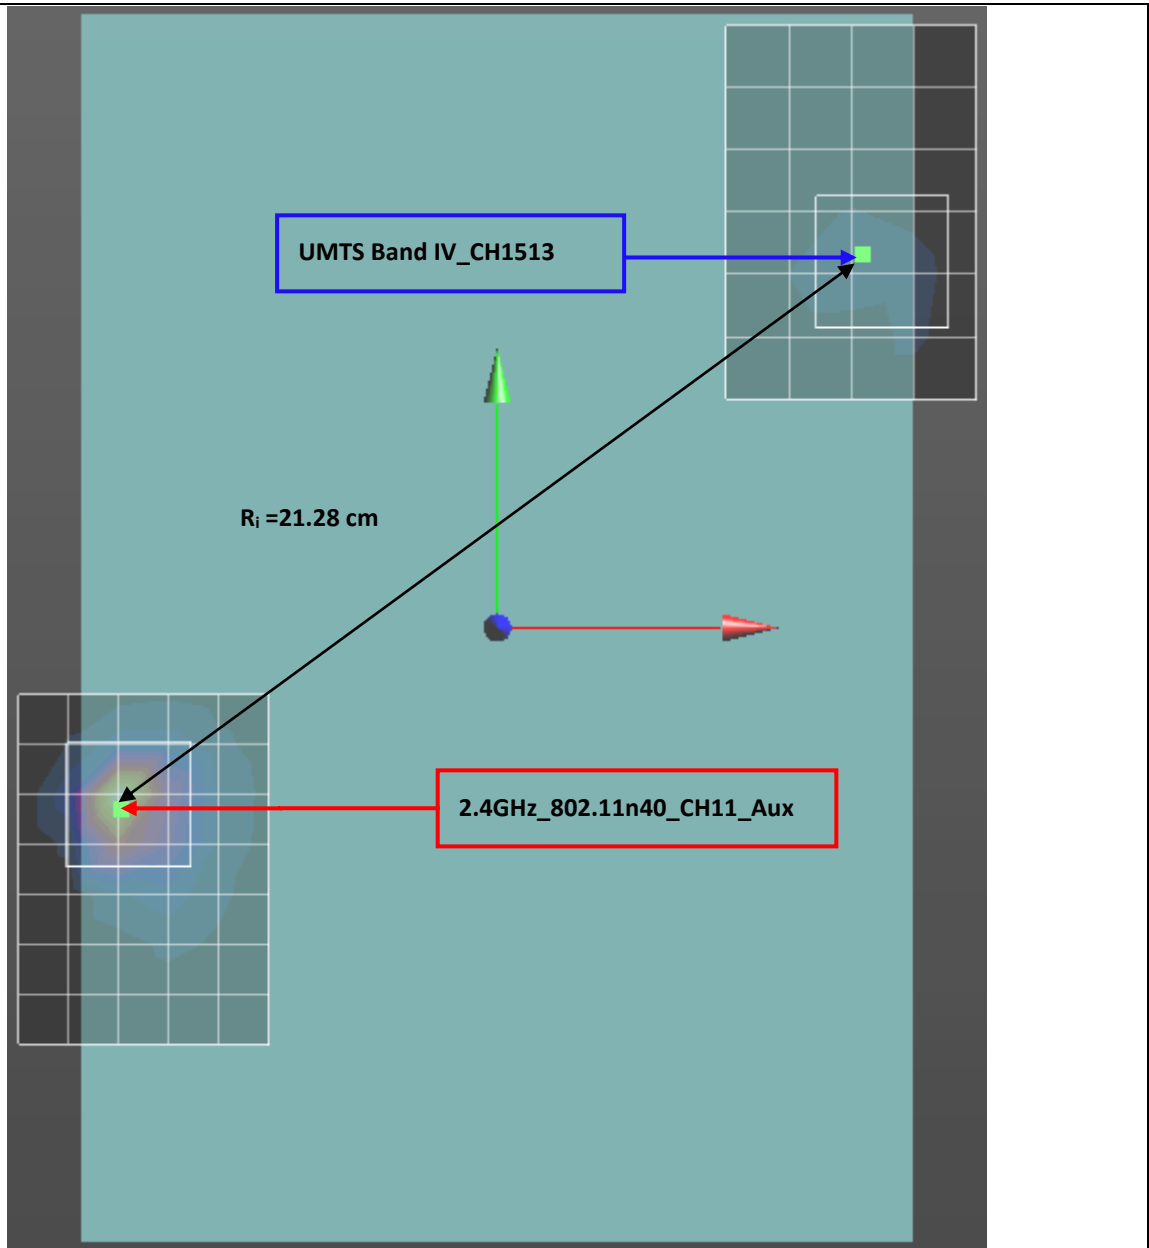 UMTS Band IV_CH1513
Rᵢ =21.28 cm
2.4GHz_802.11n40_CH11_Aux